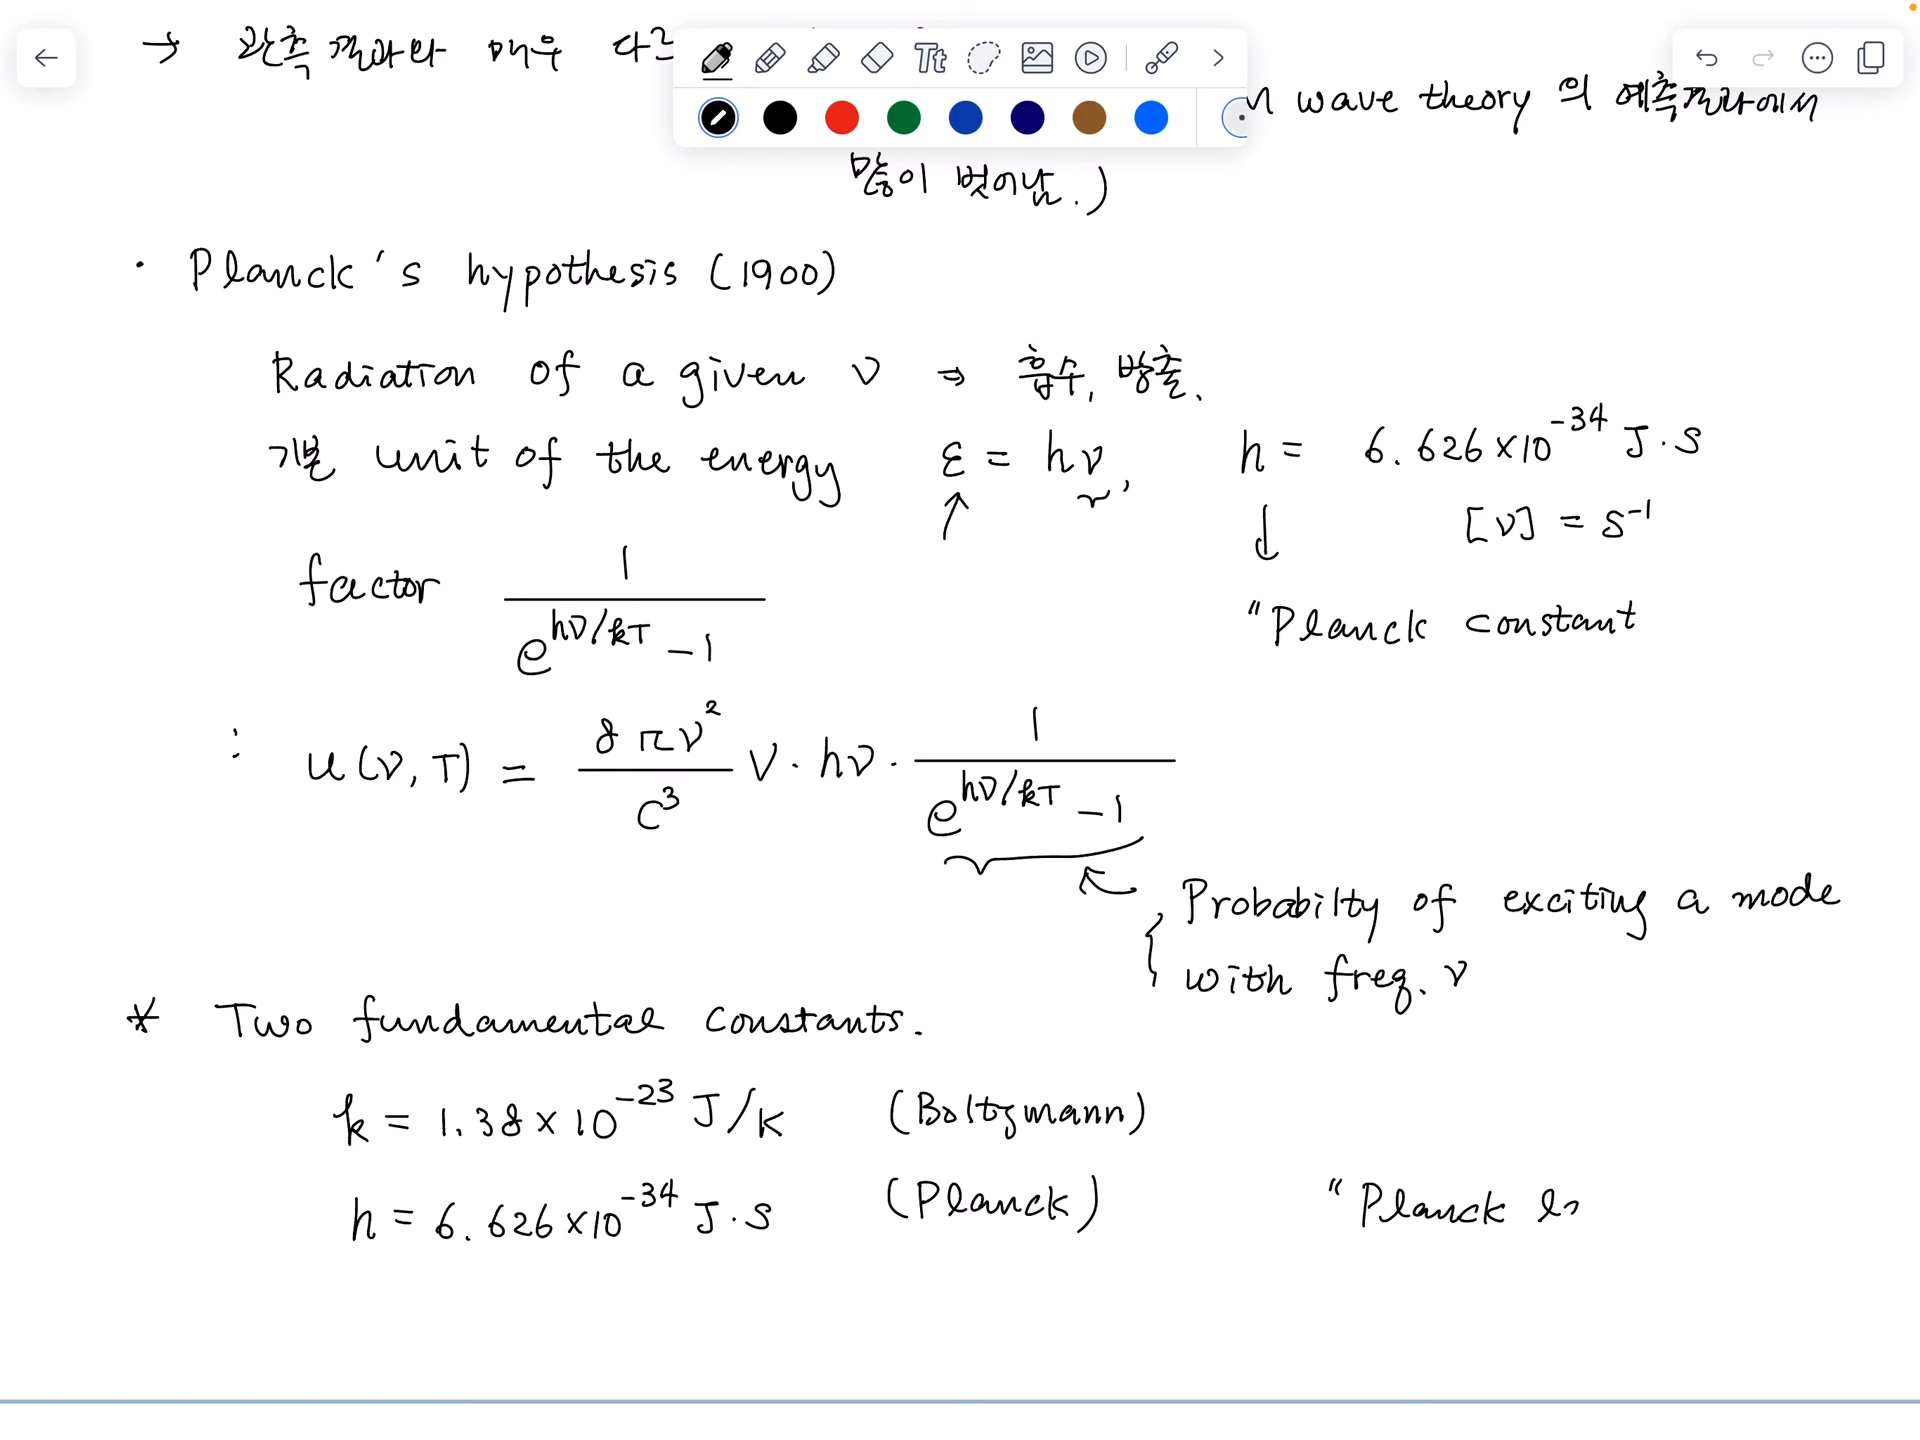 → 관측 결과와 매우 다르
wave theory 의 예측결과에서
많이 벗어남.)
· Planck's hypothesis (1900)
Radiation of a given ν ⇒ 흡수, 방출.
기본 unit of the energy ε = hν, h = 6.626×10⁻³⁴ J·s
↑ ↓ [ν] = s⁻¹
factor 1/(e^{hν/kT} − 1) "Planck constant
∴ u(ν, T) = (8πν²/c³) V · hν · 1/(e^{hν/kT} − 1)
Probabilty of exciting a mode
with freq. ν
* Two fundamental constants.
k = 1.38×10⁻²³ J/K (Boltzmann)
h = 6.626×10⁻³⁴ J·s (Planck) "Planck